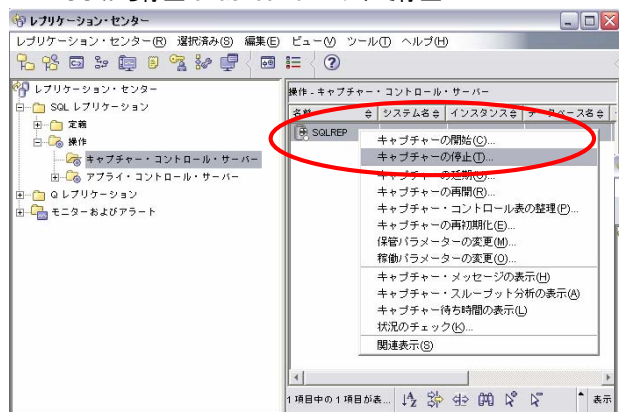 レプリケーション・センター
レプリケーション・センター(R) 選択済み(S) 編集(E) ビュー(V) ツール(T) ヘルプ(H)
レプリケーション・センター
SQL レプリケーション
定義
操作
キャプチャー・コントロール・サーバー
アプライ・コントロール・サーバー
Q レプリケーション
モニターおよびアラート
操作 - キャプチャー・コントロール・サーバー
名前 システム名 インスタンス データベース名
SQLREP
キャプチャーの開始(C)...
キャプチャーの停止(T)...
キャプチャーの延期(U)...
キャプチャーの再開(R)...
キャプチャー・コントロール表の整理(P)...
キャプチャーの再初期化(E)...
保管パラメーターの変更(M)...
稼働パラメーターの変更(O)...
キャプチャー・メッセージの表示(H)
キャプチャー・スループット分析の表示(A)
キャプチャー待ち時間の表示(L)
状況のチェック(K)...
関連表示(S)
1 項目中の 1 項目が表... 表示